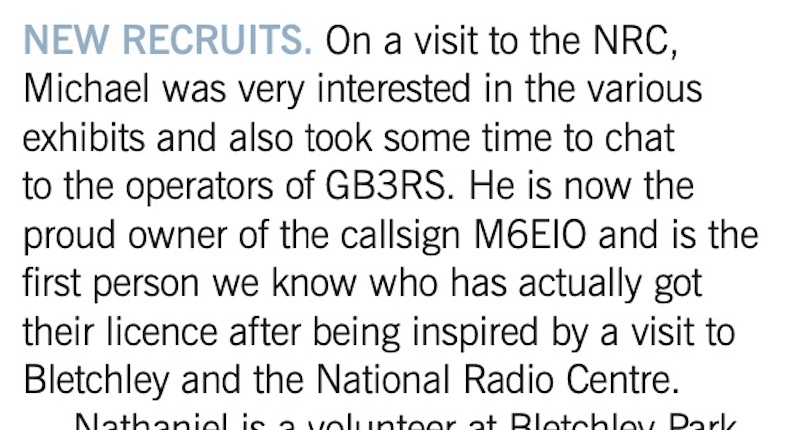 NEW RECRUITS. On a visit to the NRC,
Michael was very interested in the various
exhibits and also took some time to chat
to the operators of GB3RS. He is now the
proud owner of the callsign M6EIO and is the
first person we know who has actually got
their licence after being inspired by a visit to
Bletchley and the National Radio Centre.
Nathaniel is a volunteer at Bletchley Park